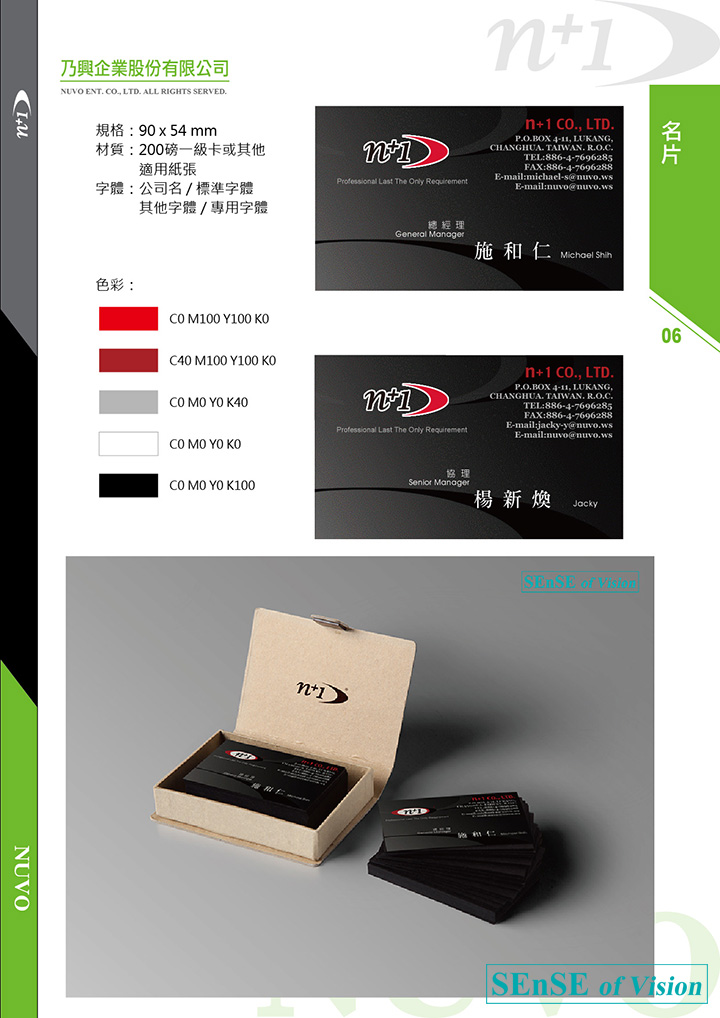 n+1
乃興企業股份有限公司
NUVO ENT. CO., LTD. ALL RIGHTS SERVED.
n+1
名片
06
規格：90 x 54 mm
材質：200磅一級卡或其他
適用紙張
字體：公司名 / 標準字體
其他字體 / 專用字體
色彩：
C0 M100 Y100 K0
C40 M100 Y100 K0
C0 M0 Y0 K40
C0 M0 Y0 K0
C0 M0 Y0 K100
n+1
Professional Last The Only Requirement
n+1 CO., LTD.
P.O.BOX 4-11, LUKANG,
CHANGHUA. TAIWAN. R.O.C.
TEL:886-4-7696285
FAX:886-4-7696288
E-mail:michael-s@nuvo.ws
E-mail:nuvo@nuvo.ws
總經理
General Manager
施和仁 Michael Shih
n+1
Professional Last The Only Requirement
n+1 CO., LTD.
P.O.BOX 4-11, LUKANG,
CHANGHUA. TAIWAN. R.O.C.
TEL:886-4-7696285
FAX:886-4-7696288
E-mail:jacky-y@nuvo.ws
E-mail:nuvo@nuvo.ws
協理
Senior Manager
楊新煥 Jacky
SEnSE of Vision
n+1
n+1
n+1 CO., LTD.
施和仁
n+1
n+1 CO., LTD.
施和仁
NUVO
NUVO
SEnSE of Vision